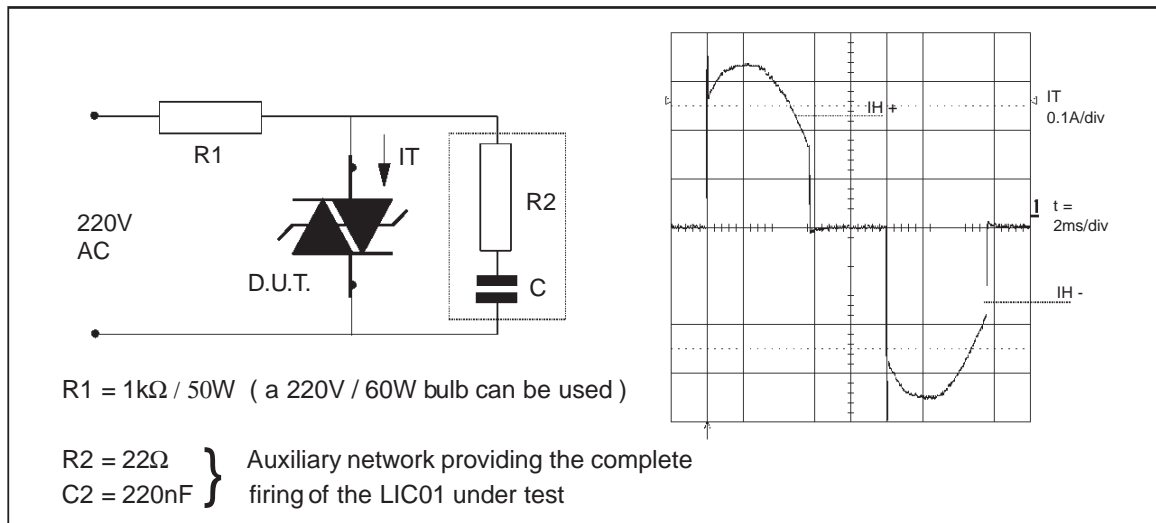 R1
IT
R2
220V
AC
D.U.T.
C
R1 = 1kΩ / 50W ( a 220V / 60W bulb can be used )
R2 = 22Ω
C2 = 220nF
} Auxiliary network providing the complete
firing of the LIC01 under test
IH +
IT
0.1A/div
1
t =
2ms/div
IH -